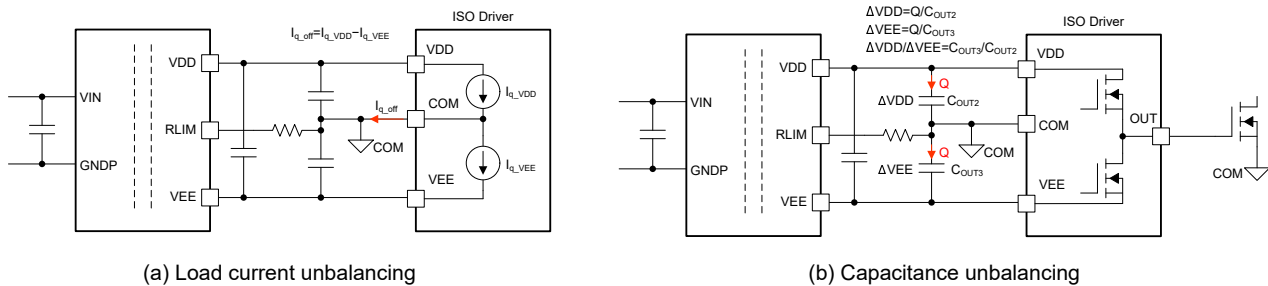 ISO Driver
I_q_off=I_q_VDD−I_q_VEE
VDD
VDD
I_q_VDD
VIN
COM
I_q_off
RLIM
COM
I_q_VEE
GNDP
VEE
VEE
(a) Load current unbalancing
ΔVDD=Q/C_OUT2
ΔVEE=Q/C_OUT3
ΔVDD/ΔVEE=C_OUT3/C_OUT2
ISO Driver
VDD
VDD
Q
ΔVDD
C_OUT2
VIN
COM
OUT
RLIM
Q
COM
GNDP
ΔVEE
C_OUT3
VEE
COM
VEE
(b) Capacitance unbalancing